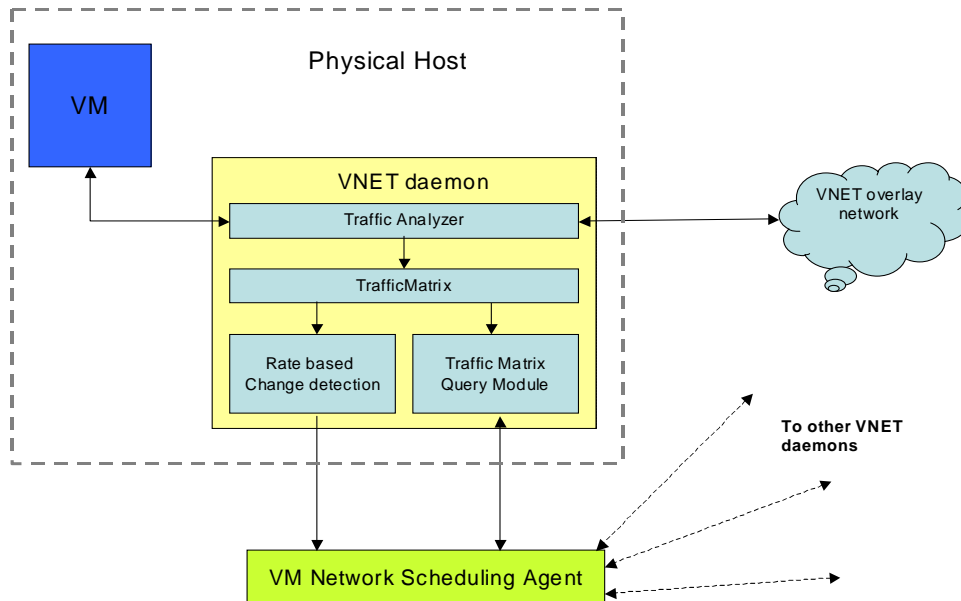 Physical Host
VM
VNET daemon
Traffic Analyzer
TrafficMatrix
Rate based
Change detection
Traffic Matrix
Query Module
VNET overlay
network
To other VNET
daemons
VM Network Scheduling Agent